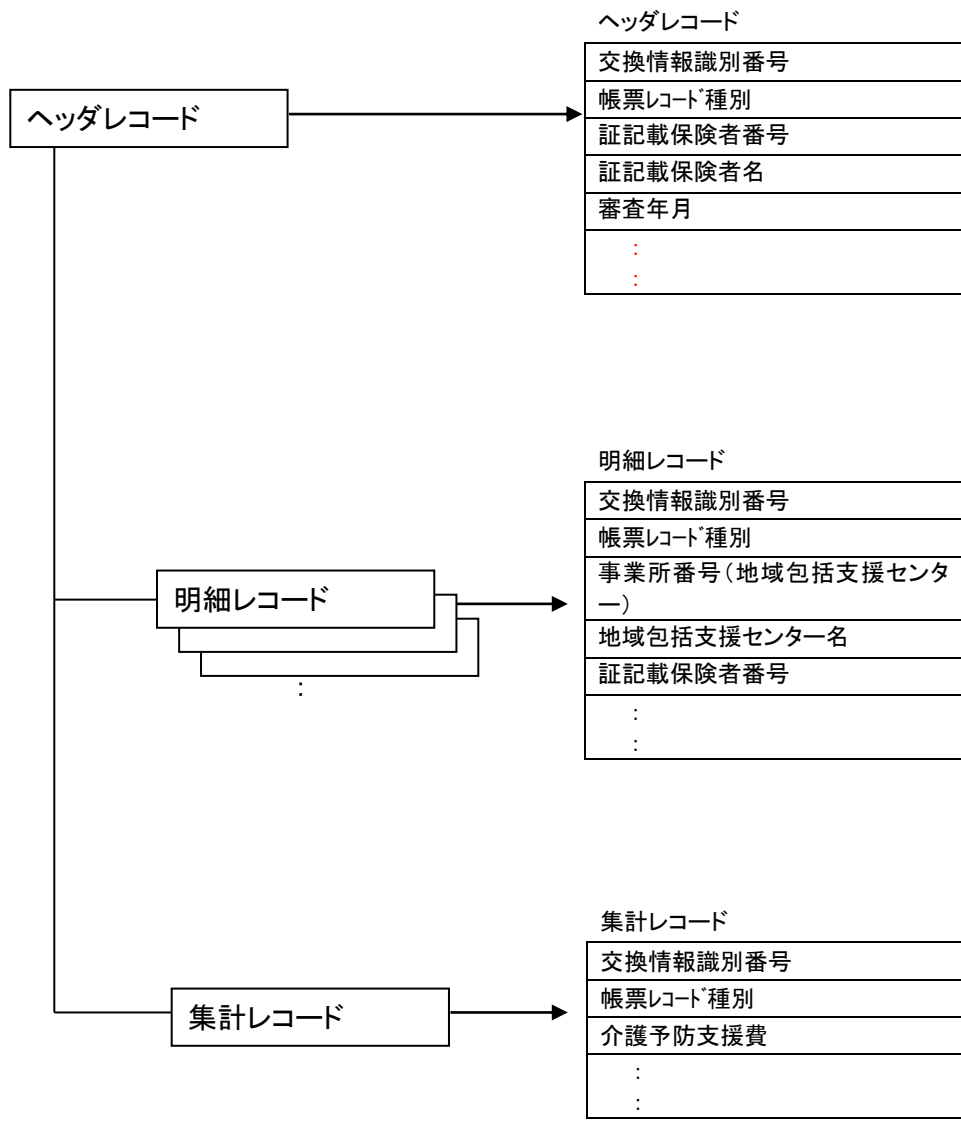 ヘッダレコード
ヘッダレコード
交換情報識別番号
帳票ﾚｺｰﾄﾞ種別
証記載保険者番号
証記載保険者名
審査年月
:
:
明細レコード
明細レコード
交換情報識別番号
帳票ﾚｺｰﾄﾞ種別
事業所番号(地域包括支援センタ
ー)
地域包括支援センター名
証記載保険者番号
:
:
:
集計レコード
集計レコード
交換情報識別番号
帳票ﾚｺｰﾄﾞ種別
介護予防支援費
:
: